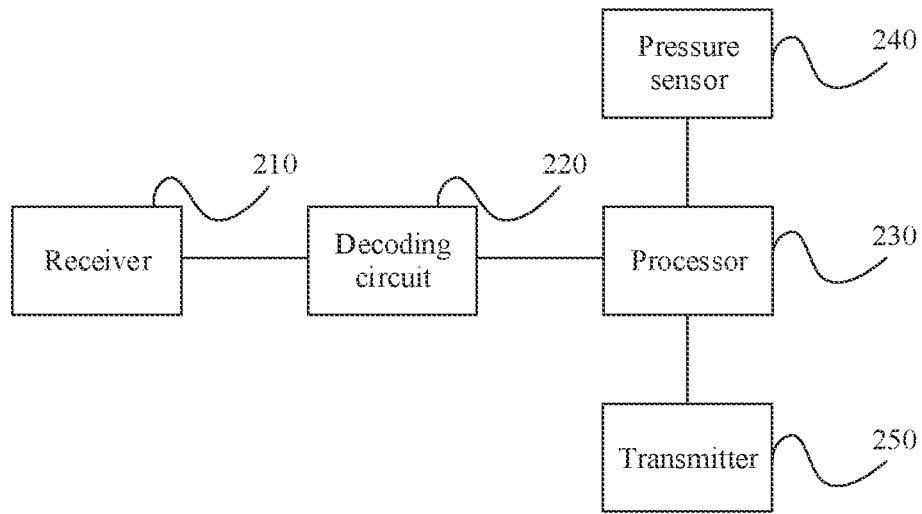 Pressure
sensor
240
210
220
Receiver
Decoding
circuit
Processor
230
Transmitter
250